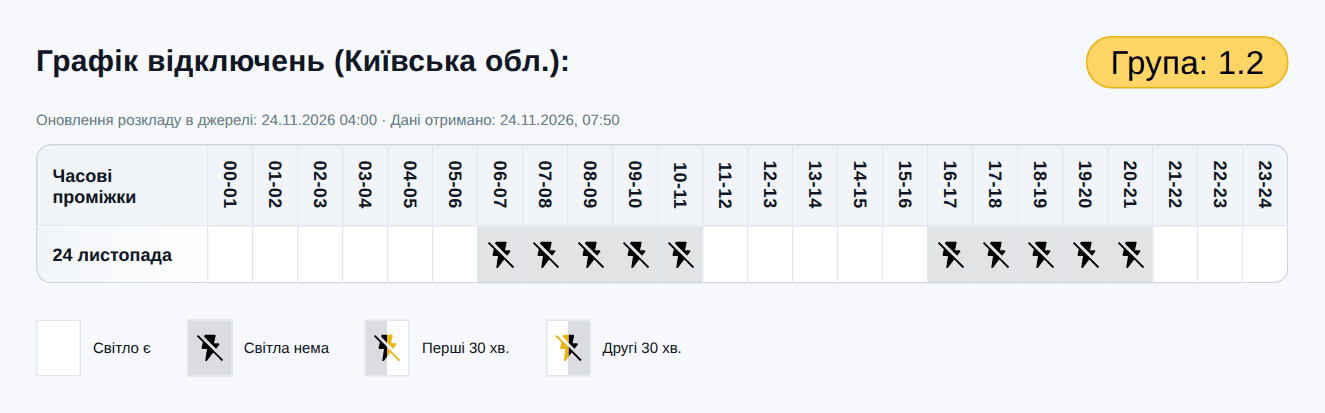 Графік відключень (Київська обл.):
Група: 1.2
Оновлення розкладу в джерелі: 24.11.2026 04:00 · Дані отримано: 24.11.2026, 07:50
Часові
проміжки
00-01
01-02
02-03
03-04
04-05
05-06
06-07
07-08
08-09
09-10
10-11
11-12
12-13
13-14
14-15
15-16
16-17
17-18
18-19
19-20
20-21
21-22
22-23
23-24
24 листопада
Світло є
Світла нема
Перші 30 хв.
Другі 30 хв.